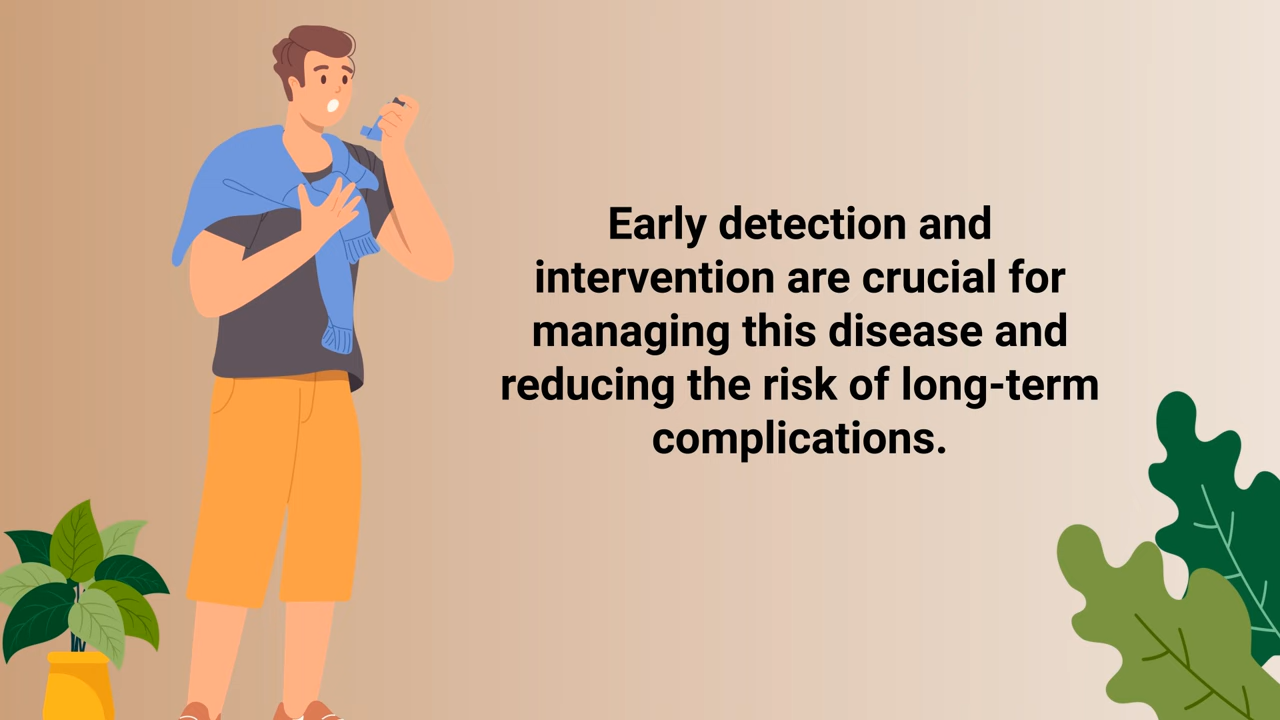 Early detection and
intervention are crucial for
managing this disease and
reducing the risk of long-term
complications.